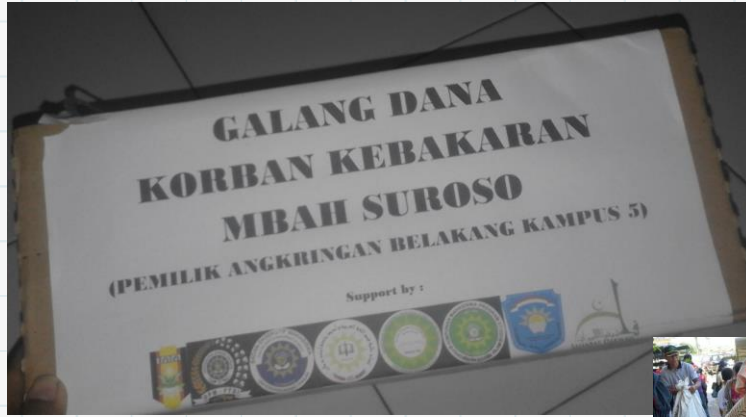 GALANG DANA
KORBAN KEBAKARAN
MBAH SUROSO
(PEMILIK ANGKRINGAN BELAKANG KAMPUS 5)
Support by :